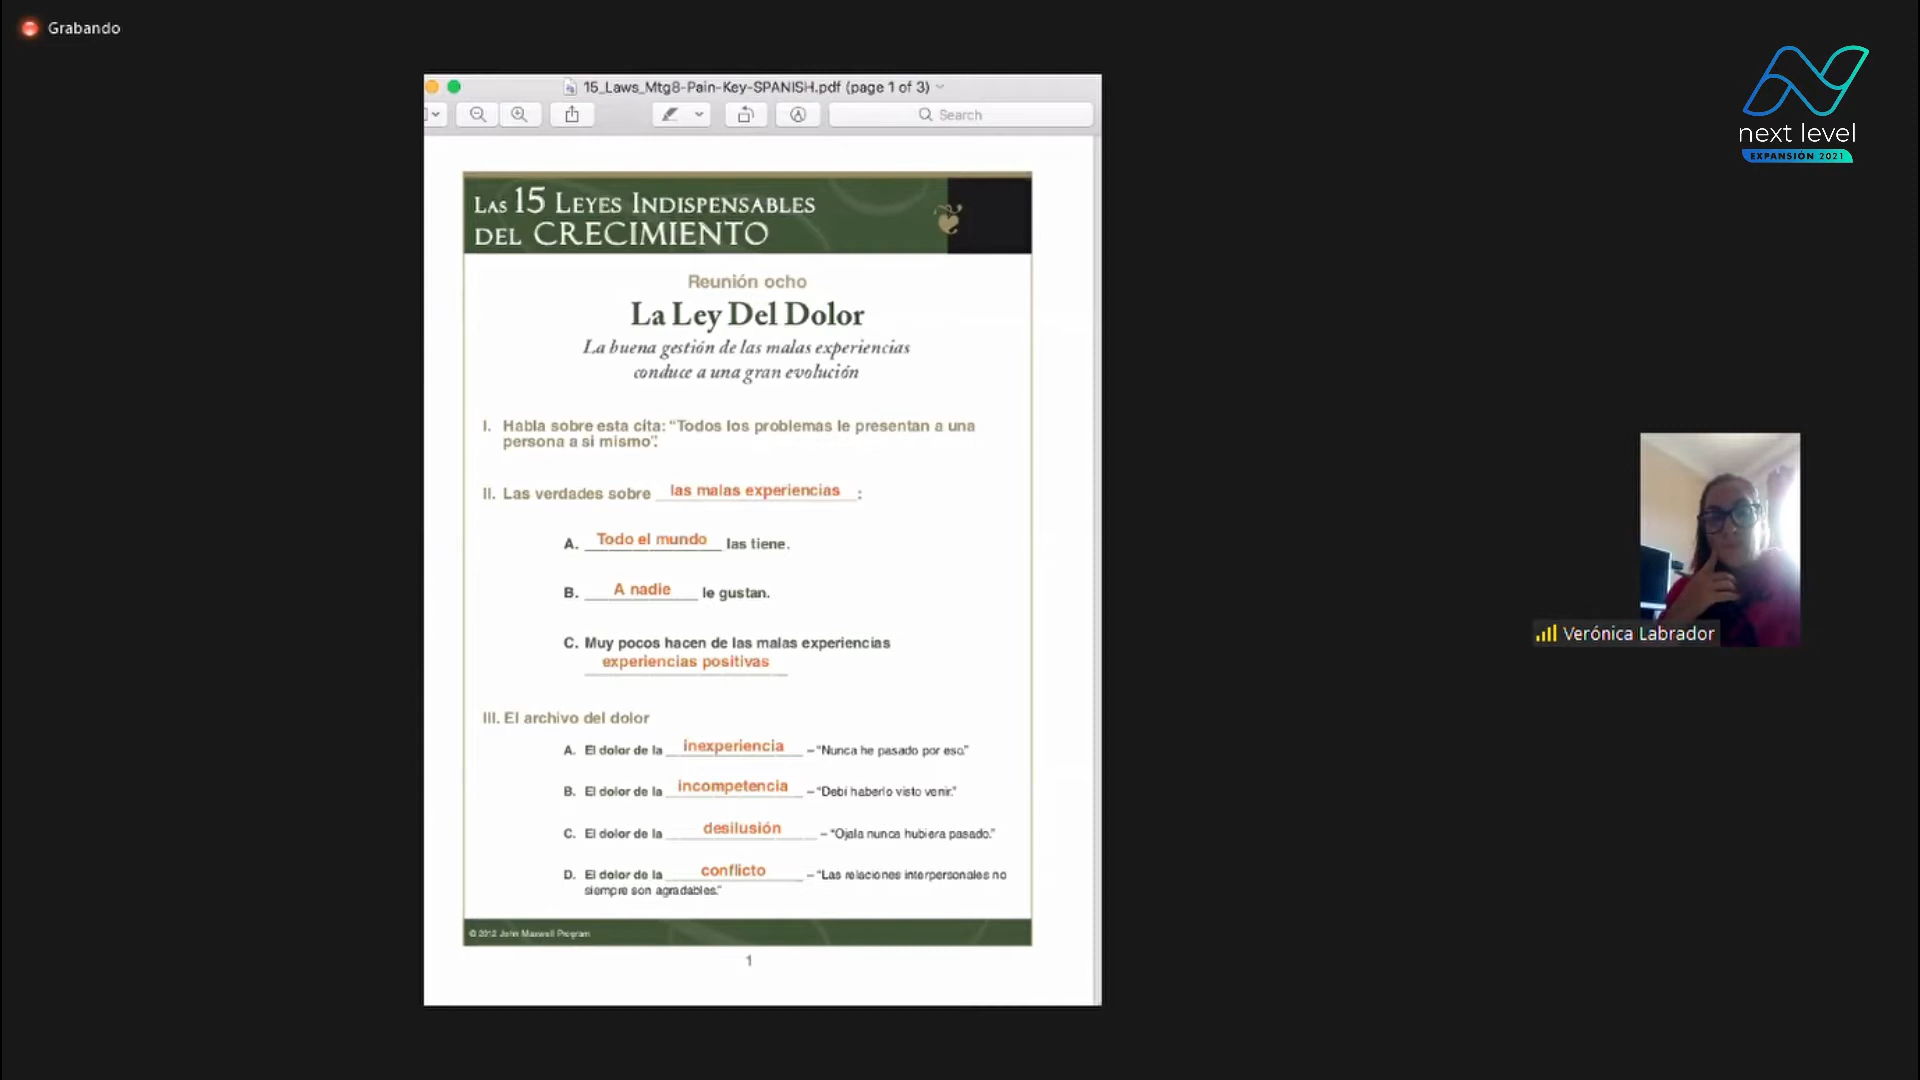 Grabando
next level
EXPANSIÓN 2021
15_Laws_Mtg8-Pain-Key-SPANISH.pdf (page 1 of 3)
Search
LAS 15 LEYES INDISPENSABLES
DEL CRECIMIENTO
Reunión ocho
La Ley Del Dolor
La buena gestión de las malas experiencias
conduce a una gran evolución
I. Habla sobre esta cita: “Todos los problemas le presentan a una
persona a si mismo”.
II. Las verdades sobre las malas experiencias :
A. Todo el mundo las tiene.
B. A nadie le gustan.
C. Muy pocos hacen de las malas experiencias
experiencias positivas
III. El archivo del dolor
A. El dolor de la inexperiencia – “Nunca he pasado por eso.”
B. El dolor de la incompetencia – “Debí haberlo visto venir.”
C. El dolor de la desilusión – “Ojala nunca hubiera pasado.”
D. El dolor de la conflicto – “Las relaciones interpersonales no
siempre son agradables.”
© 2012 John Maxwell Program
1
Verónica Labrador